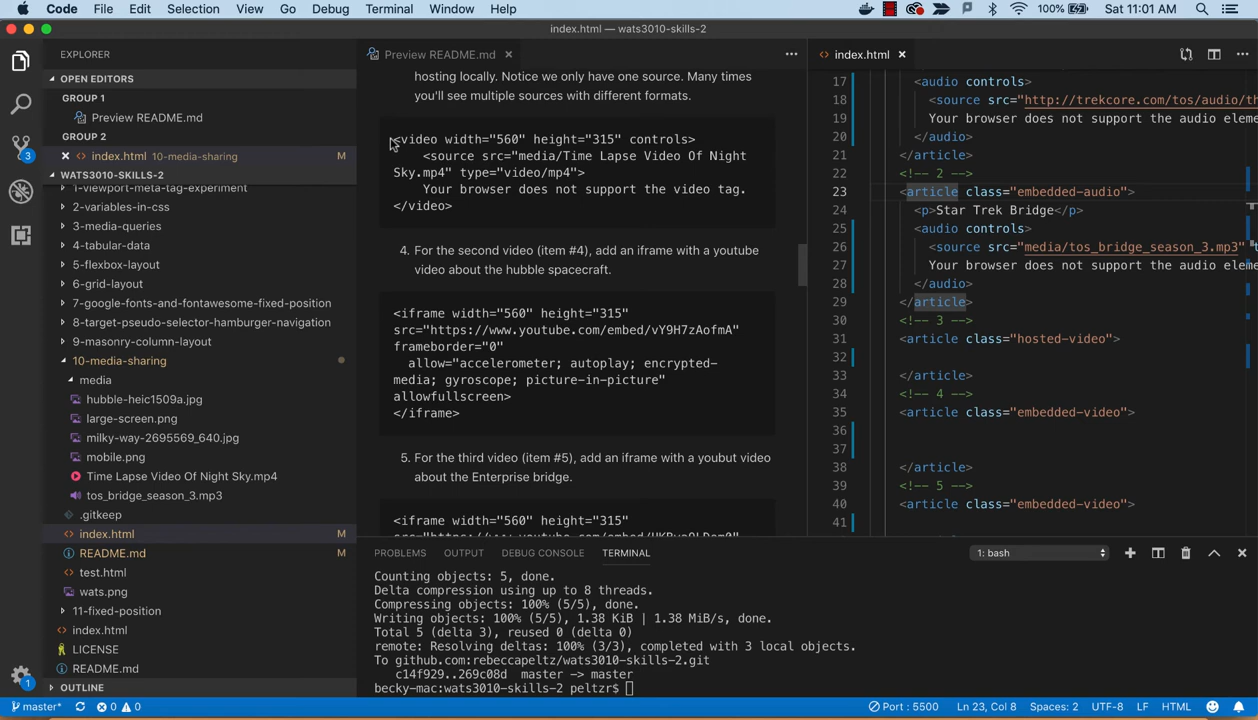 Code File Edit Selection View Go Debug Terminal Window Help 100% Sat 11:01 AM
index.html — wats3010-skills-2
EXPLORER
OPEN EDITORS
GROUP 1
Preview README.md
GROUP 2
index.html 10-media-sharing M
WATS3010-SKILLS-2
1-viewport-meta-tag-experiment
2-variables-in-css
3-media-queries
4-tabular-data
5-flexbox-layout
6-grid-layout
7-google-fonts-and-fontawesome-fixed-position
8-target-pseudo-selector-hamburger-navigation
9-masonry-column-layout
10-media-sharing
media
hubble-heic1509a.jpg
large-screen.png
milky-way-2695569_640.jpg
mobile.png
Time Lapse Video Of Night Sky.mp4
tos_bridge_season_3.mp3
.gitkeep
index.html M
README.md M
test.html
wats.png
11-fixed-position
index.html
LICENSE
README.md
OUTLINE
3
1
Preview README.md
hosting locally. Notice we only have one source. Many times
you'll see multiple sources with different formats.
<video width="560" height="315" controls>
<source src="media/Time Lapse Video Of Night
Sky.mp4" type="video/mp4">
Your browser does not support the video tag.
</video>
4. For the second video (item #4), add an iframe with a youtube
video about the hubble spacecraft.
<iframe width="560" height="315"
src="https://www.youtube.com/embed/vY9H7zAofmA"
frameborder="0"
allow="accelerometer; autoplay; encrypted-
media; gyroscope; picture-in-picture"
allowfullscreen>
</iframe>
5. For the third video (item #5), add an iframe with a youbut video
about the Enterprise bridge.
<iframe width="560" height="315"
index.html
17 <audio controls>
18 <source src="http://trekcore.com/tos/audio/th
19 Your browser does not support the audio elem
20 </audio>
21 </article>
22 <!-- 2 -->
23 <article class="embedded-audio">
24 <p>Star Trek Bridge</p>
25 <audio controls>
26 <source src="media/tos_bridge_season_3.mp3" t
27 Your browser does not support the audio eleme
28 </audio>
29 </article>
30 <!-- 3 -->
31 <article class="hosted-video">
32
33 </article>
34 <!-- 4 -->
35 <article class="embedded-video">
36
37
38 </article>
39 <!-- 5 -->
40 <article class="embedded-video">
41
PROBLEMS OUTPUT DEBUG CONSOLE TERMINAL 1: bash
Counting objects: 5, done.
Delta compression using up to 8 threads.
Compressing objects: 100% (5/5), done.
Writing objects: 100% (5/5), 1.38 KiB | 1.38 MiB/s, done.
Total 5 (delta 3), reused 0 (delta 0)
remote: Resolving deltas: 100% (3/3), completed with 3 local objects.
To github.com:rebeccapeltz/wats3010-skills-2.git
c14f929..269c08d master -> master
becky-mac:wats3010-skills-2 peltzr$
master* 0 0 Port : 5500 Ln 23, Col 8 Spaces: 2 UTF-8 LF HTML